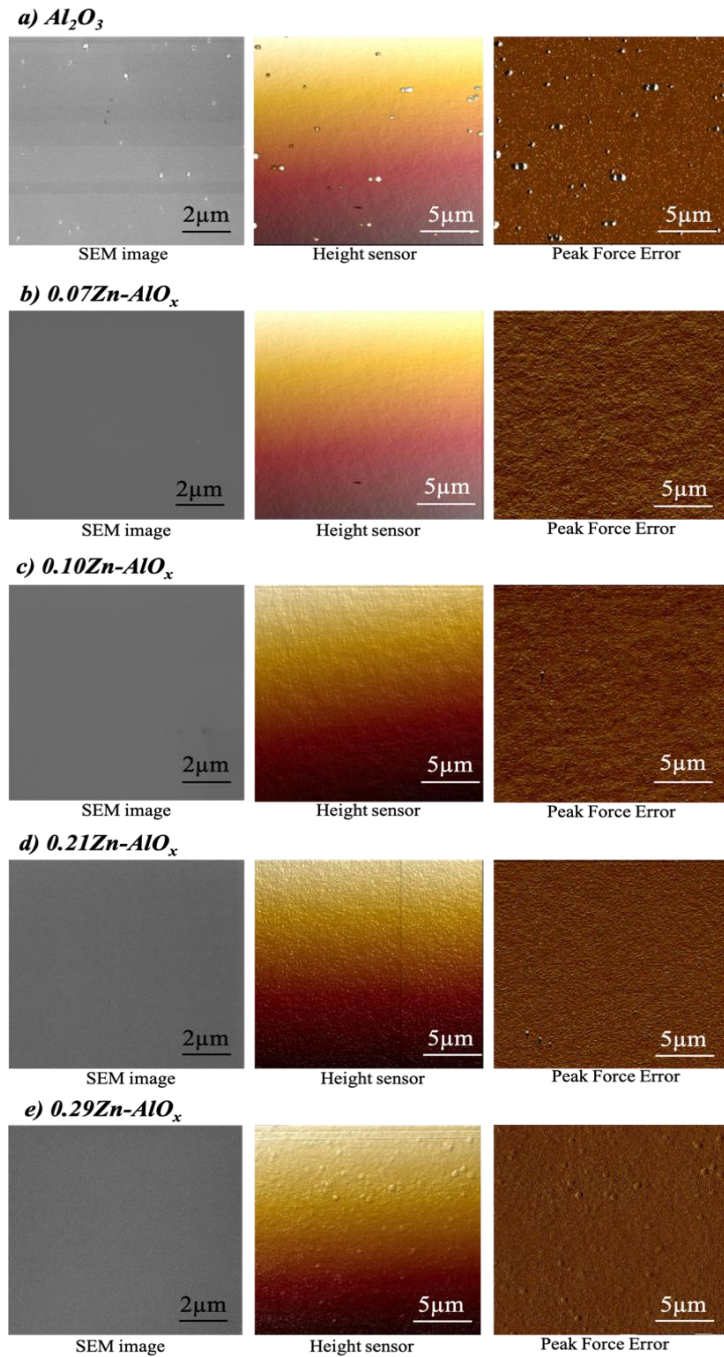 a) Al₂O₃
2µm
5µm
5µm
SEM image
Height sensor
Peak Force Error
b) 0.07Zn-AlOₓ
2µm
5µm
5µm
SEM image
Height sensor
Peak Force Error
c) 0.10Zn-AlOₓ
2µm
5µm
5µm
SEM image
Height sensor
Peak Force Error
d) 0.21Zn-AlOₓ
2µm
5µm
5µm
SEM image
Height sensor
Peak Force Error
e) 0.29Zn-AlOₓ
2µm
5µm
5µm
SEM image
Height sensor
Peak Force Error